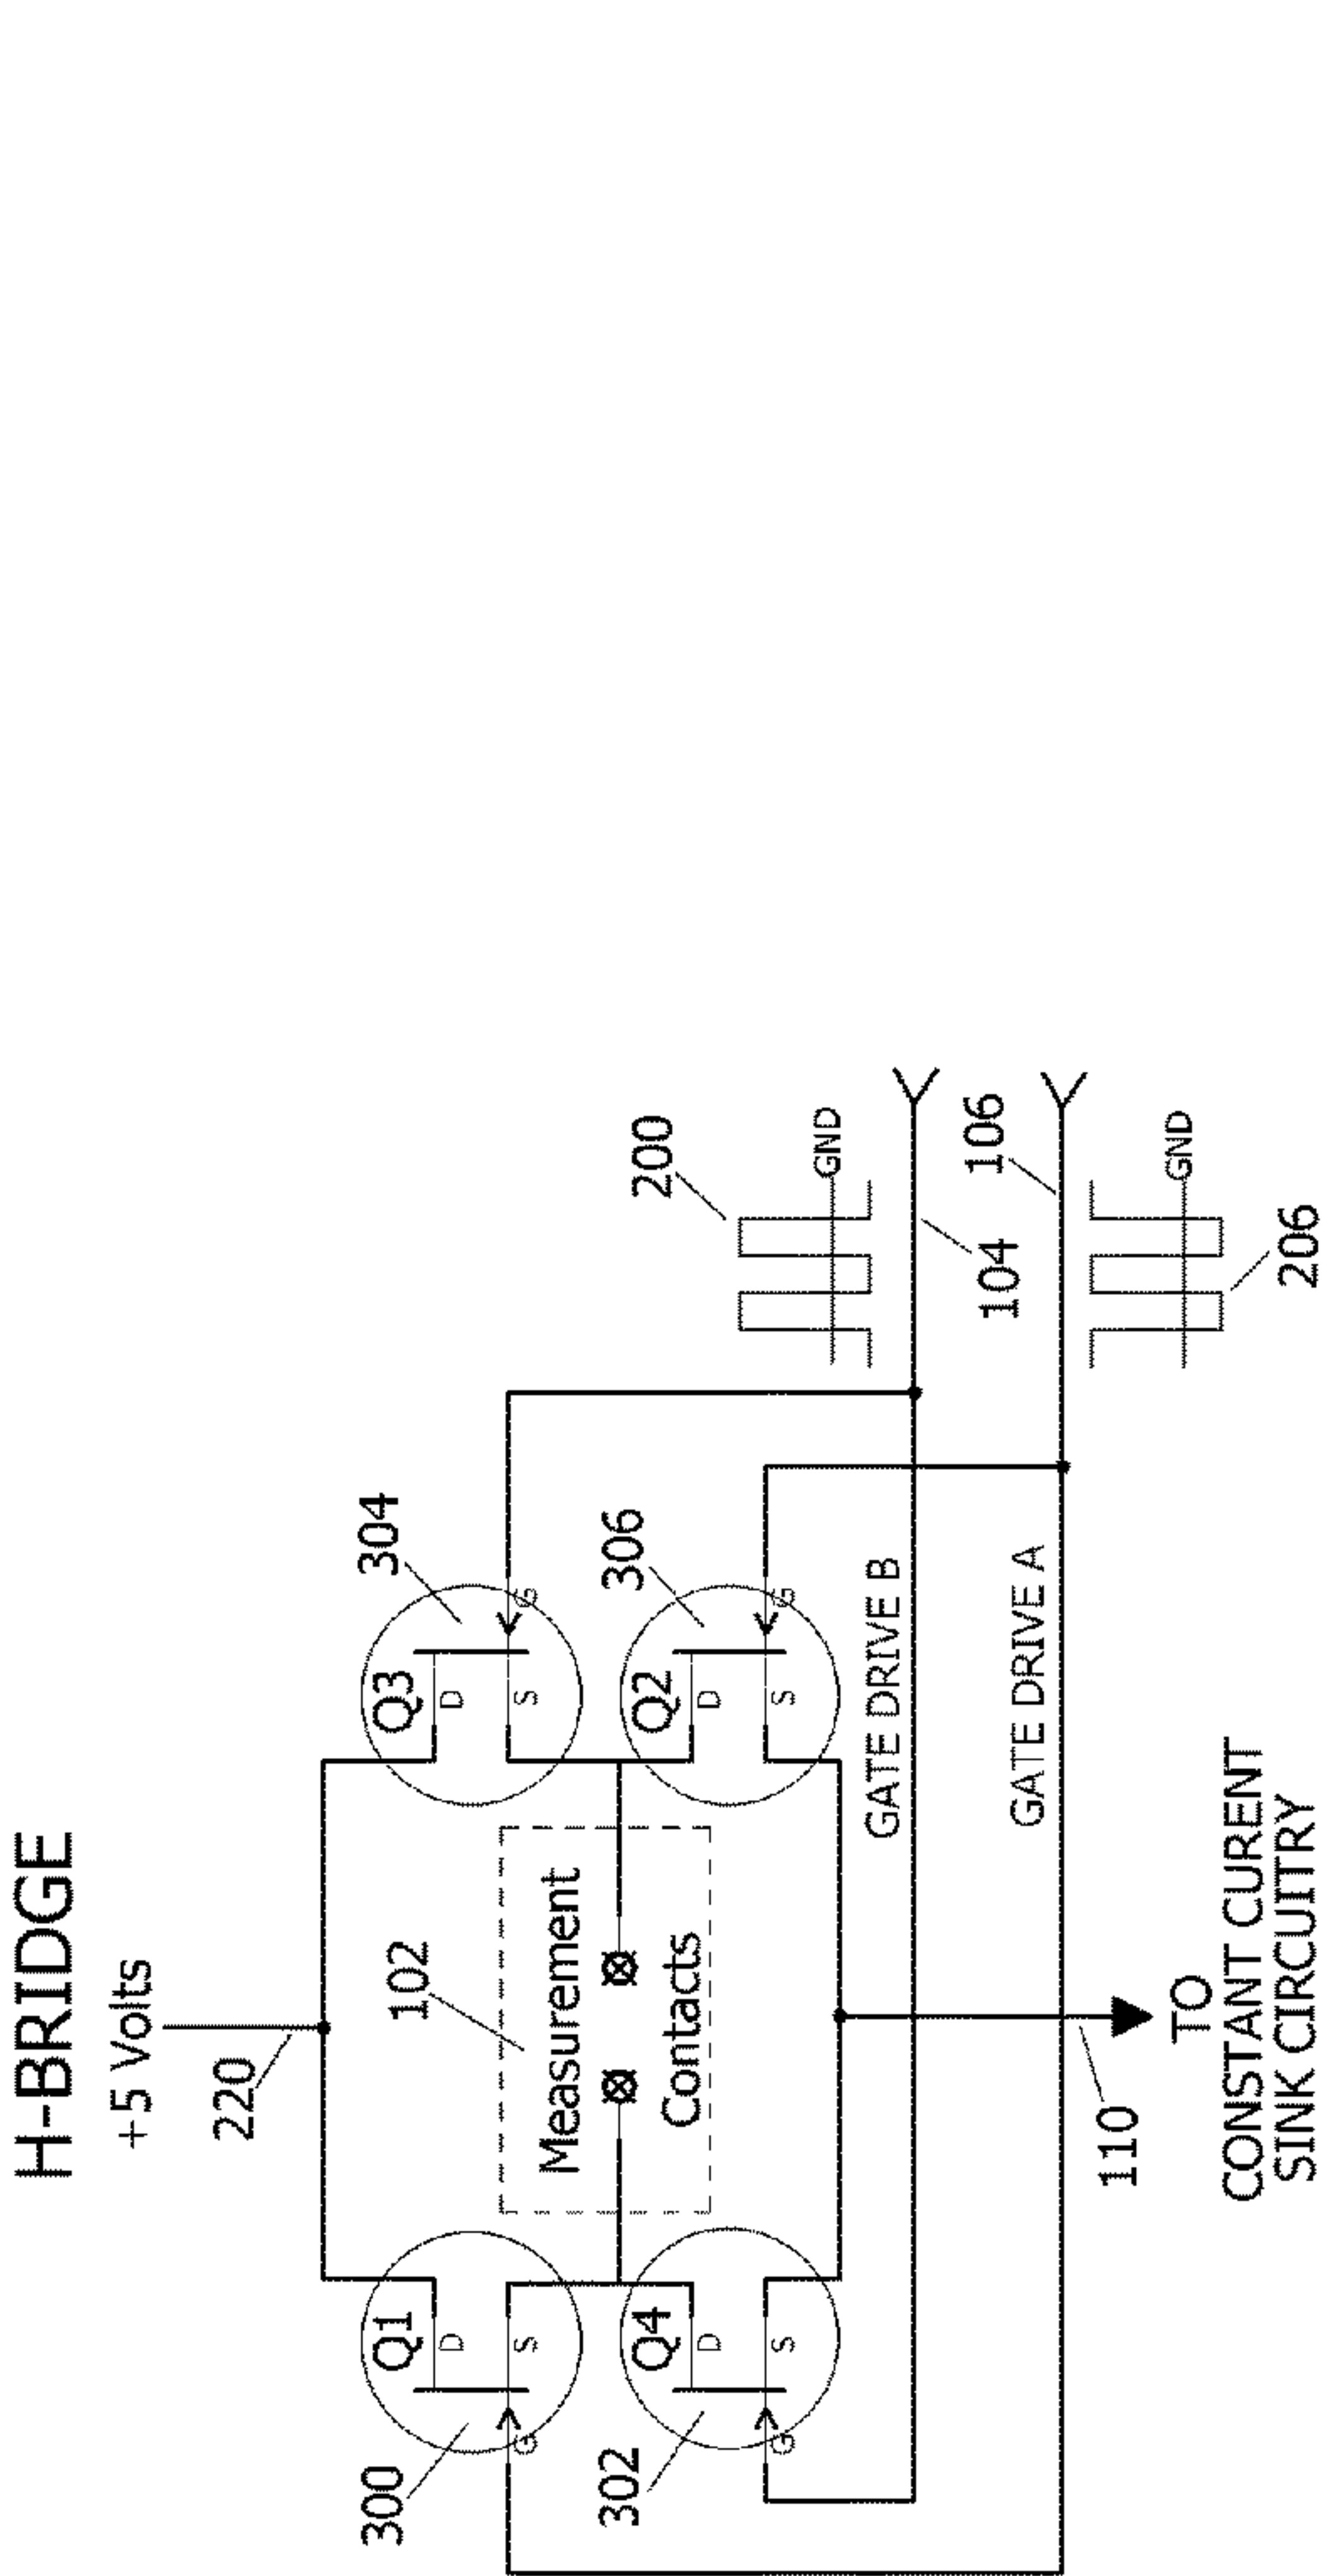 H-BRIDGE
+5 Volts
220
300
Q1
D
S
G
304
Q3
D
S
G
102
Measurement
Contacts
302
Q4
D
S
G
306
Q2
D
S
G
200
GND
GATE DRIVE B
104
GATE DRIVE A
106
GND
206
110
TO
CONSTANT CURENT
SINK CIRCUITRY